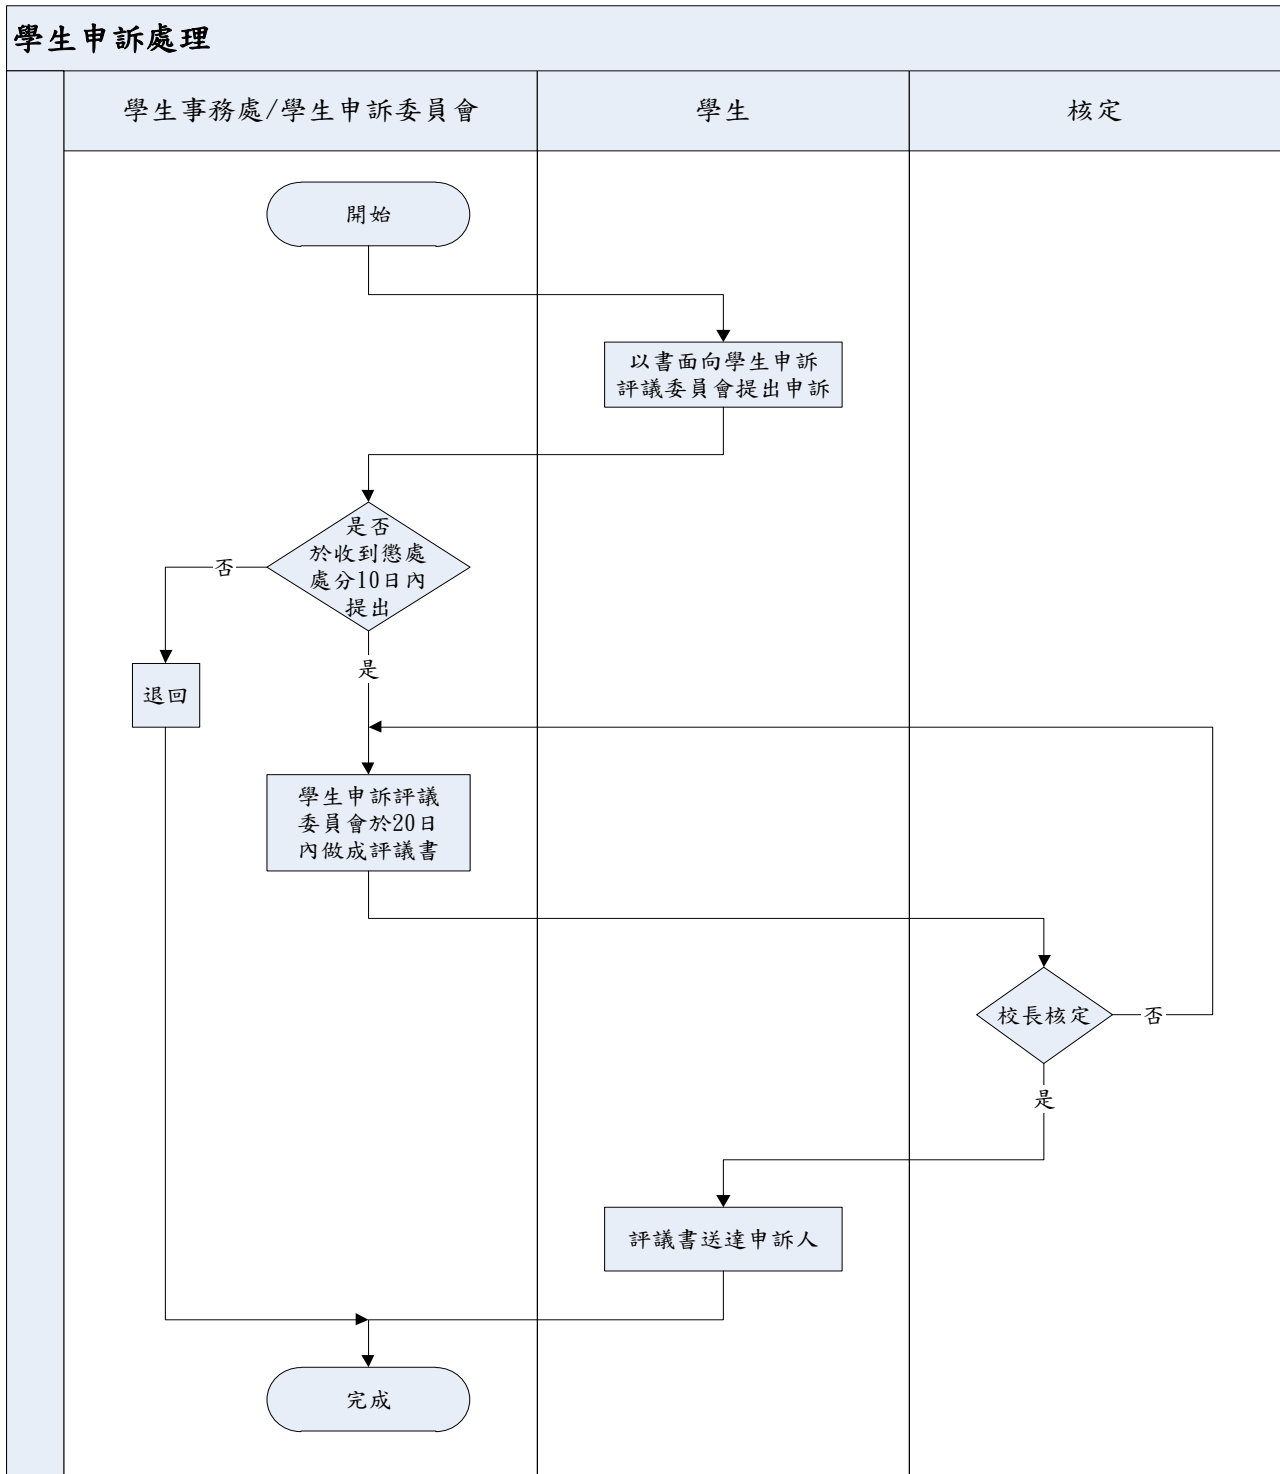 學生申訴處理
學生事務處/學生申訴委員會
學生
核定
開始
以書面向學生申訴
評議委員會提出申訴
是否
於收到懲處
處分10日內
提出
否
是
退回
學生申訴評議
委員會於20日
內做成評議書
校長核定
否
是
評議書送達申訴人
完成